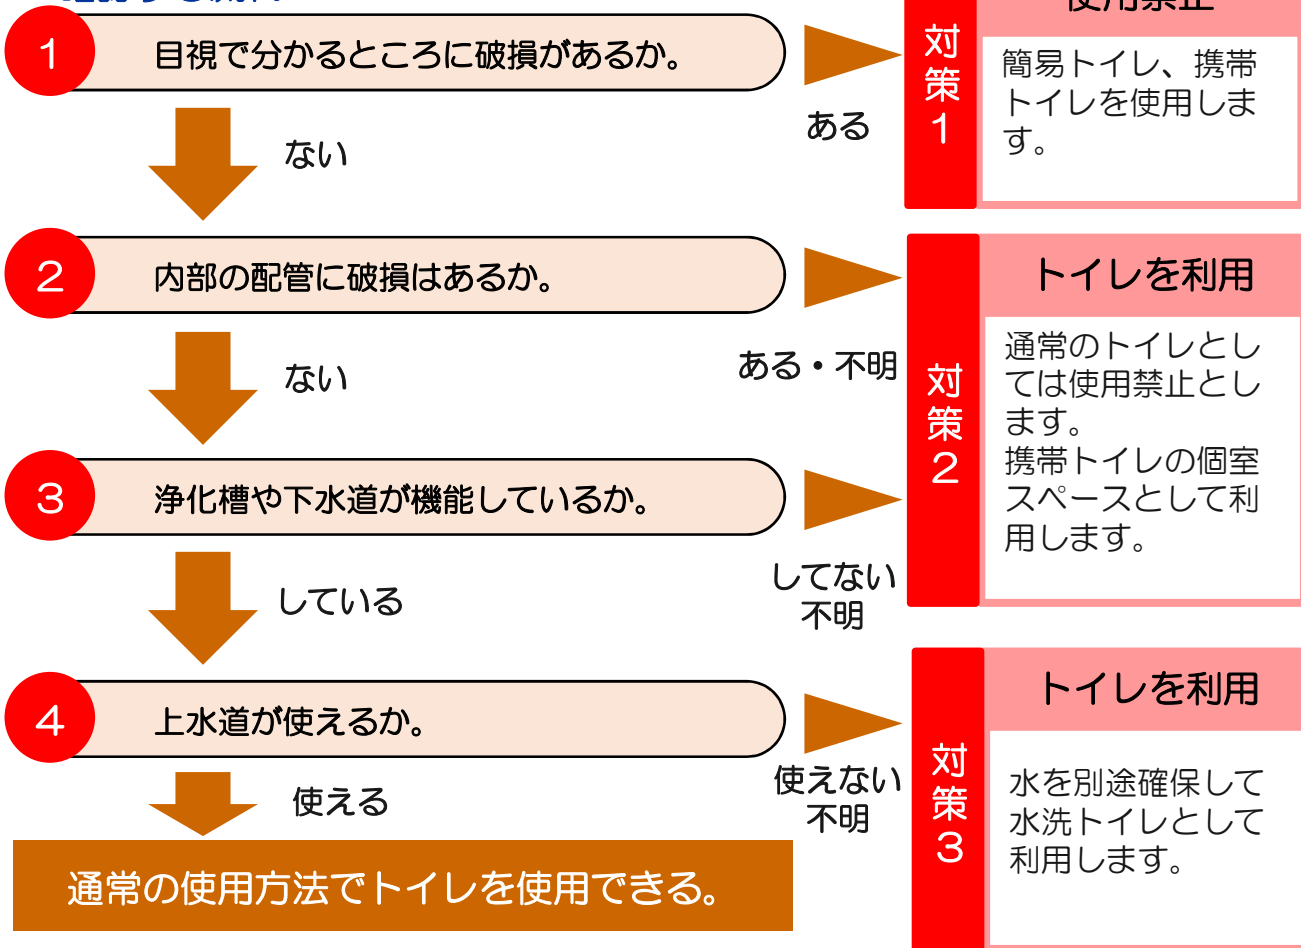 １
目視で分かるところに破損があるか。
ある
ない
対策１
使用禁止
簡易トイレ、携帯
トイレを使用しま
す。
２
内部の配管に破損はあるか。
ある・不明
ない
３
浄化槽や下水道が機能しているか。
してない
不明
している
対策２
トイレを利用
通常のトイレとし
ては使用禁止とし
ます。
携帯トイレの個室
スペースとして利
用します。
４
上水道が使えるか。
使えない
不明
使える
対策３
トイレを利用
水を別途確保して
水洗トイレとして
利用します。
通常の使用方法でトイレを使用できる。